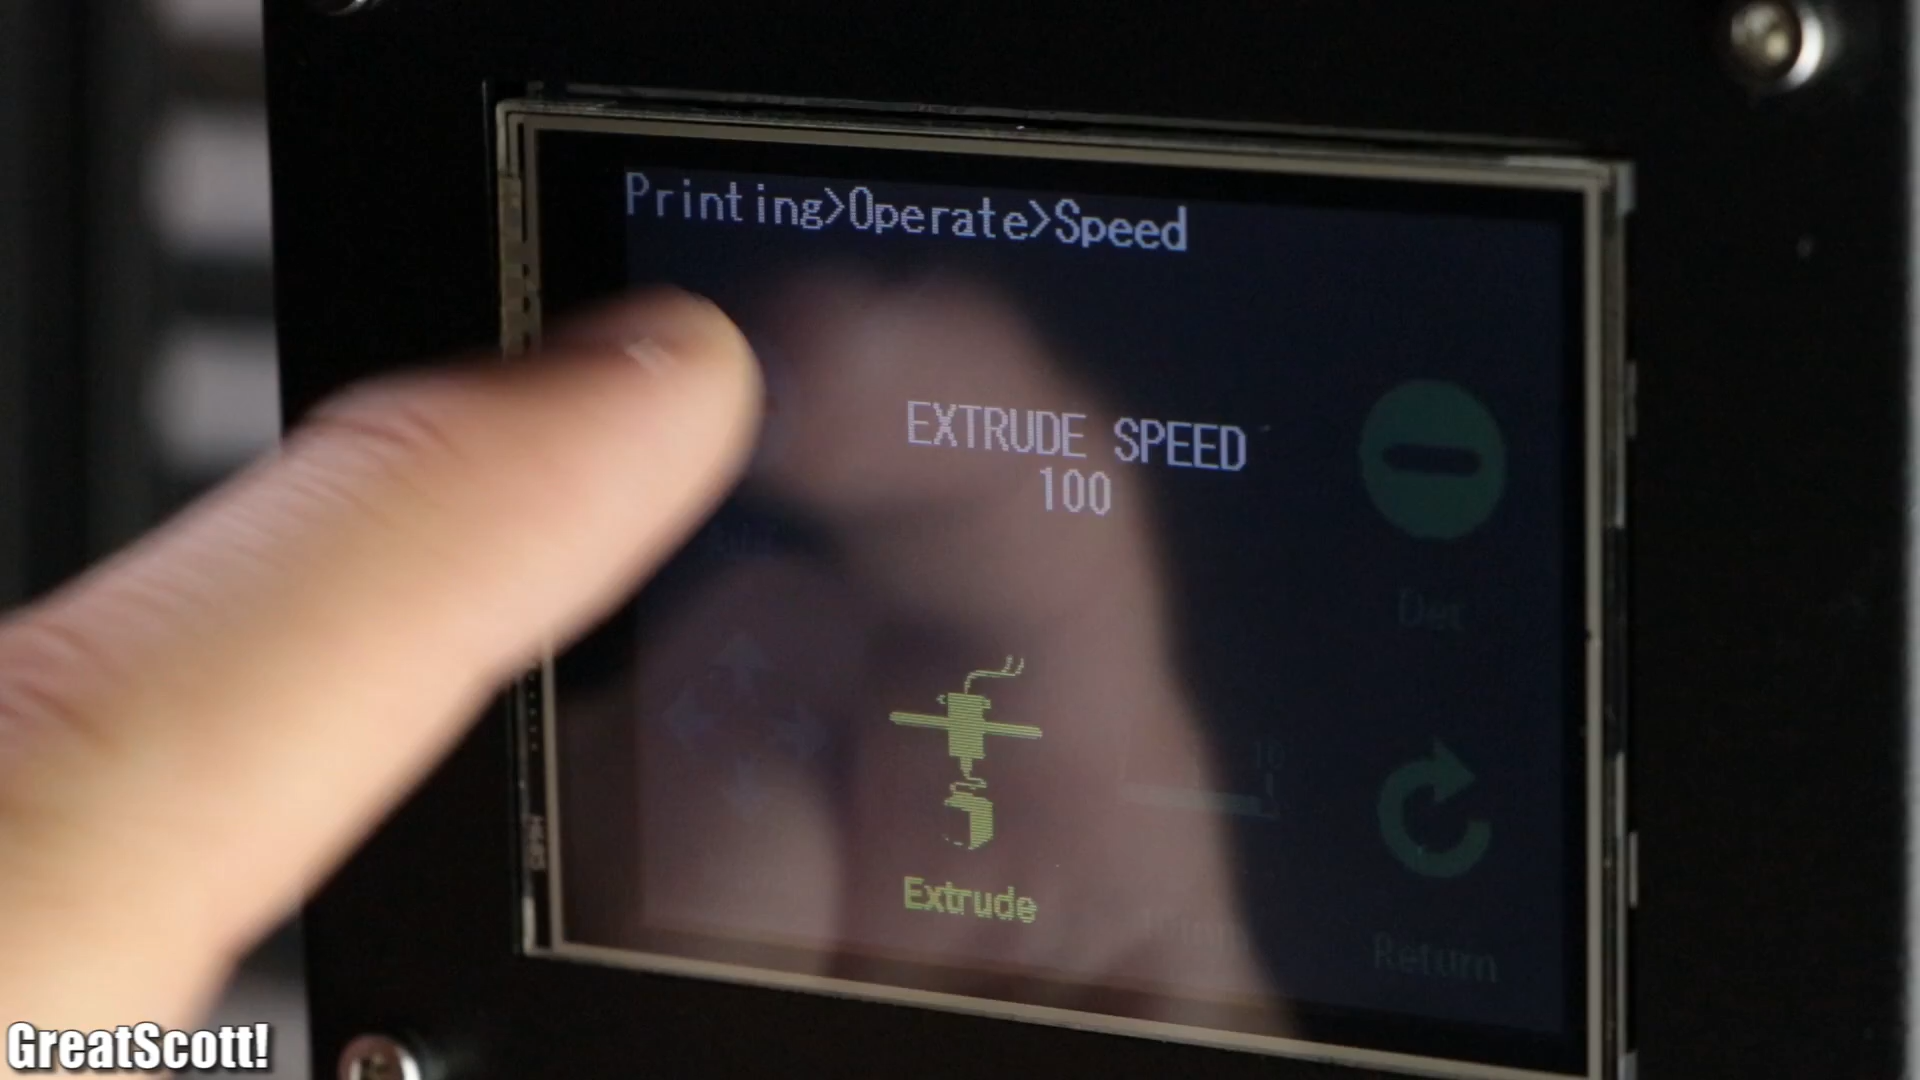 Printing>Operate>Speed
EXTRUDE SPEED
100
Extrude
Return
GreatScott!